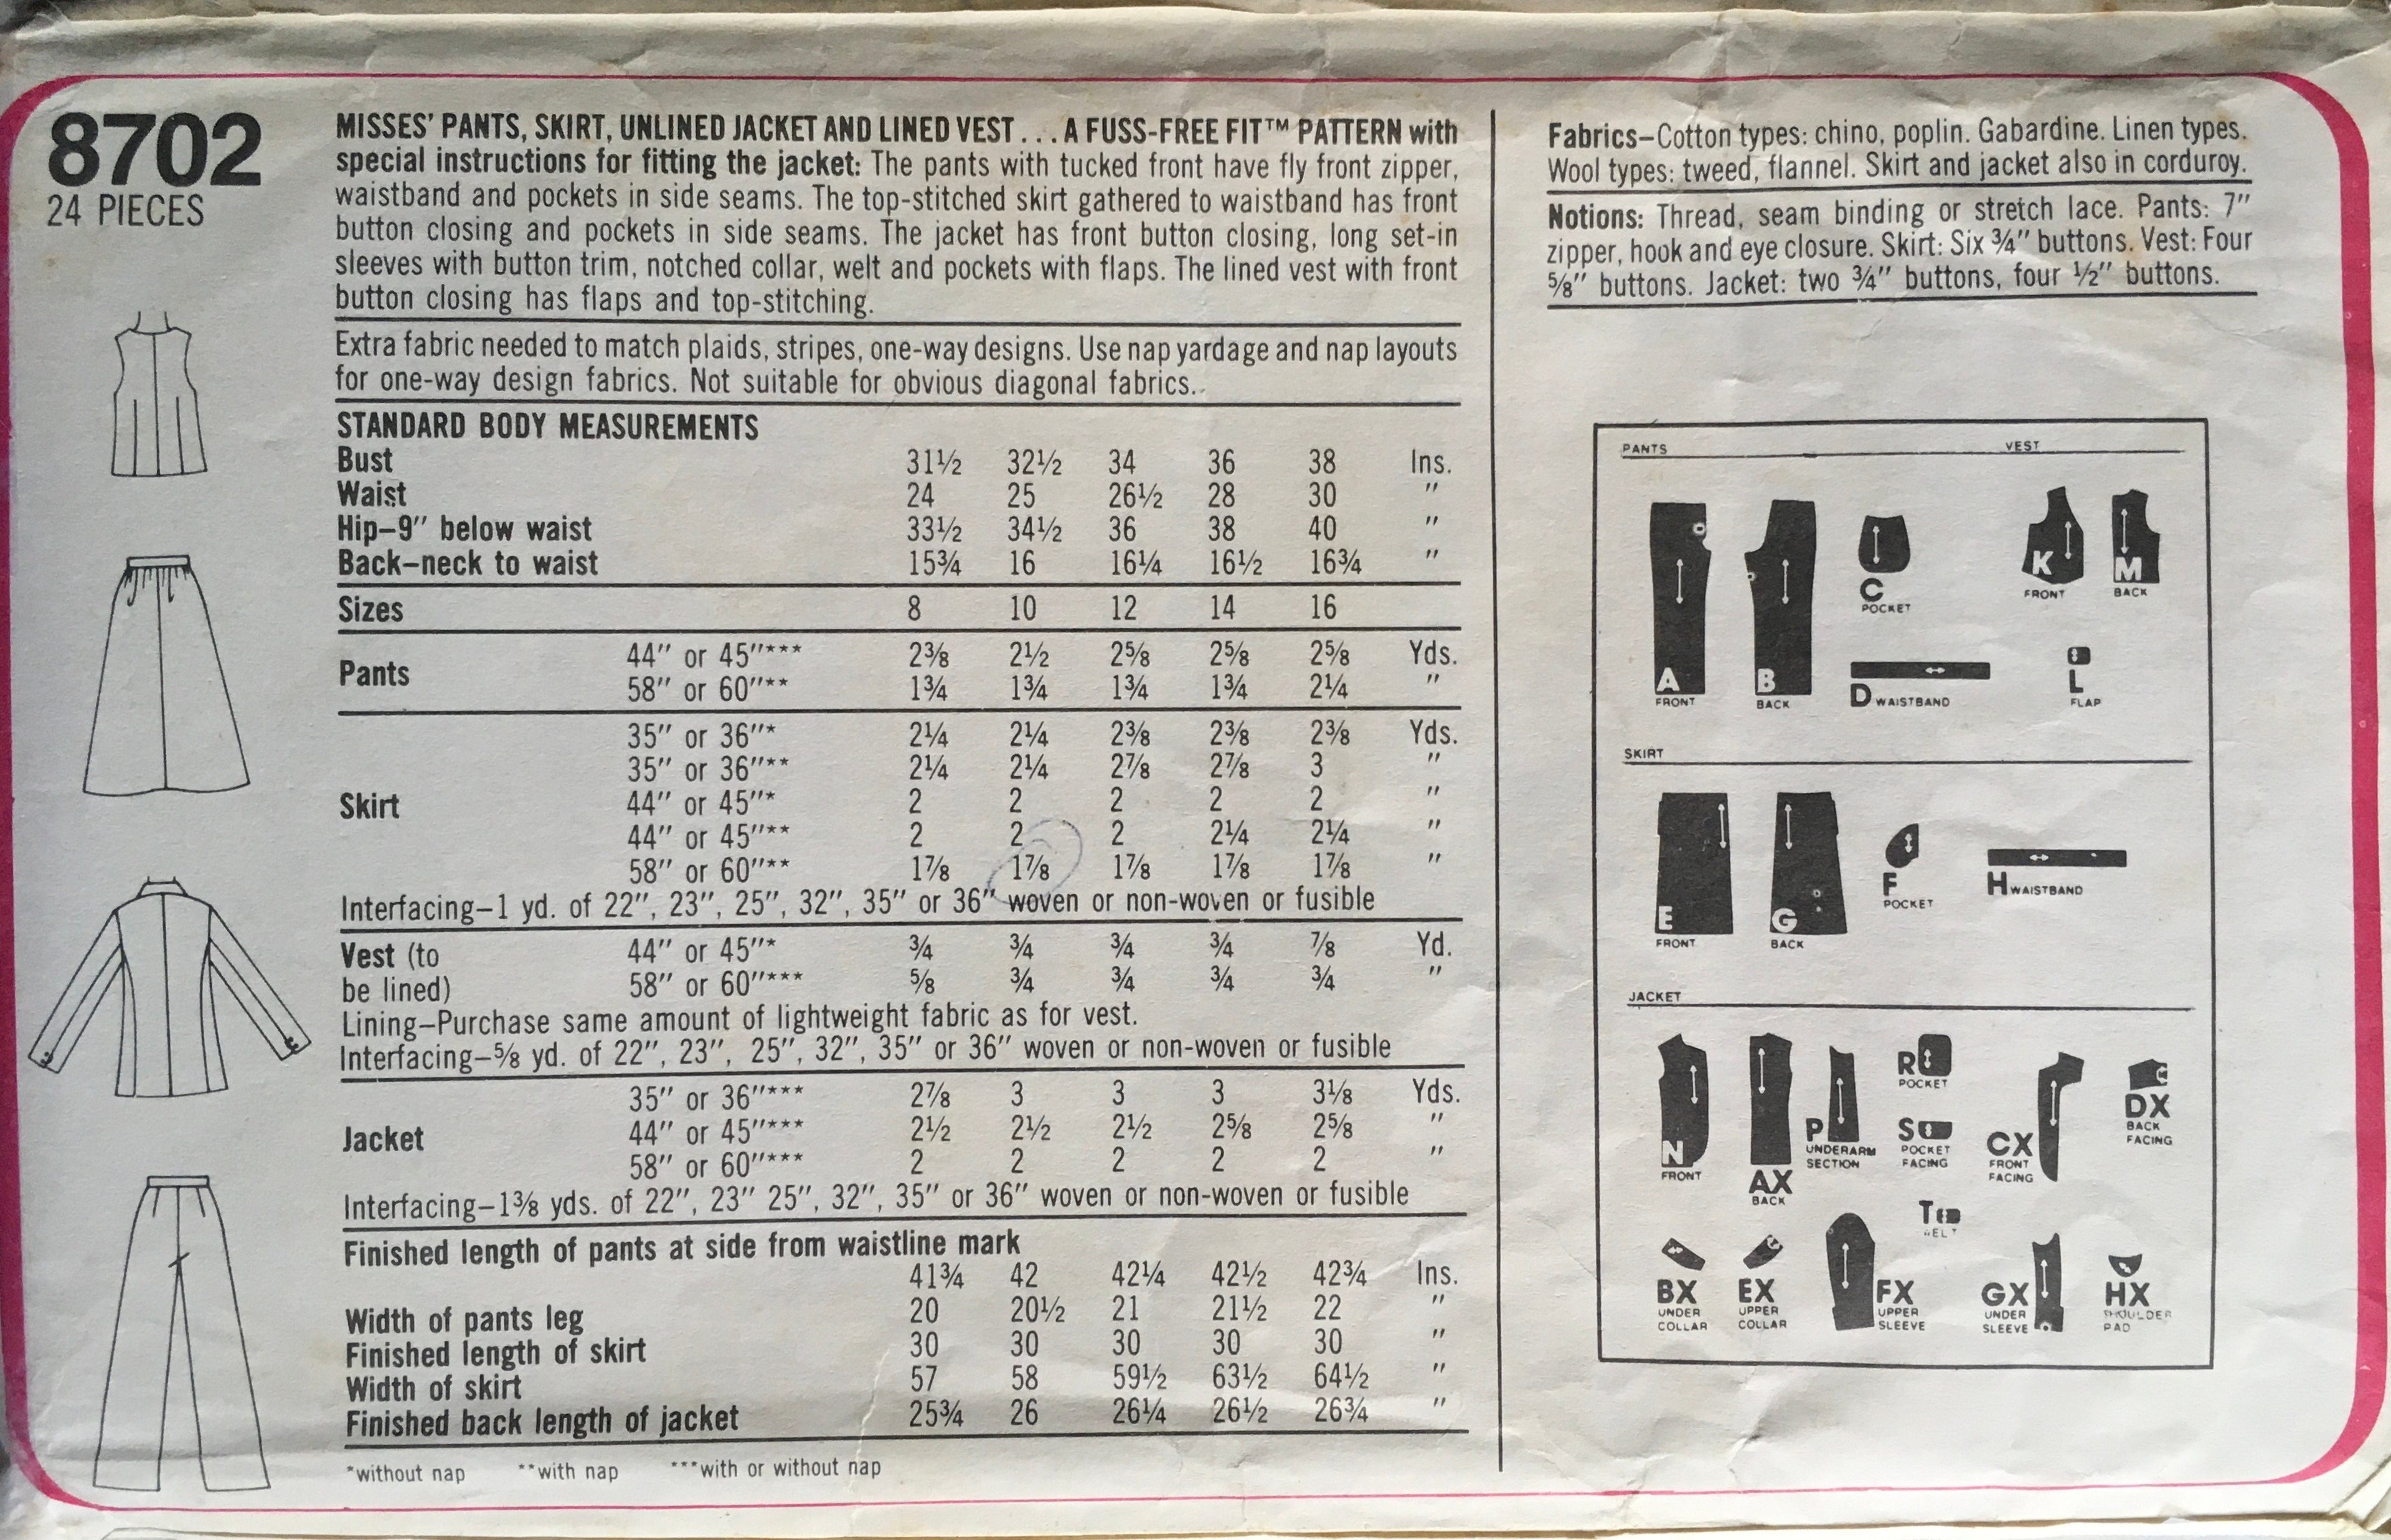 8702
24 PIECES
MISSES' PANTS, SKIRT, UNLINED JACKET AND LINED VEST...A FUSS-FREE FIT™ PATTERN with
special instructions for fitting the jacket: The pants with tucked front have fly front zipper,
waistband and pockets in side seams. The top-stitched skirt gathered to waistband has front
button closing and pockets in side seams. The jacket has front button closing, long set-in
sleeves with button trim, notched collar, welt and pockets with flaps. The lined vest with front
button closing has flaps and top-stitching.
Extra fabric needed to match plaids, stripes, one-way designs. Use nap yardage and nap layouts
for one-way design fabrics. Not suitable for obvious diagonal fabrics.
STANDARD BODY MEASUREMENTS
Bust 31½ 32½ 34 36 38 Ins.
Waist 24 25 26½ 28 30 "
Hip–9" below waist 33½ 34½ 36 38 40 "
Back–neck to waist 15¾ 16 16¼ 16½ 16¾ "
Sizes 8 10 12 14 16
Pants
44" or 45"*** 2⅜ 2½ 2⅝ 2⅝ 2⅝ Yds.
58" or 60"** 1¾ 1¾ 1¾ 1¾ 2¼ "
Skirt
35" or 36"* 2¼ 2¼ 2⅜ 2⅜ 2⅜ Yds.
35" or 36"** 2¼ 2¼ 2⅞ 2⅞ 3 "
44" or 45"* 2 2 2 2 2 "
44" or 45"** 2 2 2 2¼ 2¼ "
58" or 60"** 1⅞ 1⅞ 1⅞ 1⅞ 1⅞ "
Interfacing–1 yd. of 22", 23", 25", 32", 35" or 36" woven or non-woven or fusible
Vest (to
be lined)
44" or 45"* ¾ ¾ ¾ ¾ ⅞ Yd.
58" or 60"*** ⅝ ¾ ¾ ¾ ¾ "
Lining–Purchase same amount of lightweight fabric as for vest.
Interfacing–⅝ yd. of 22", 23", 25", 32", 35" or 36" woven or non-woven or fusible
Jacket
35" or 36"*** 2⅞ 3 3 3 3⅛ Yds.
44" or 45"*** 2½ 2½ 2½ 2⅝ 2⅝ "
58" or 60"*** 2 2 2 2 2 "
Interfacing–1⅜ yds. of 22", 23" 25", 32", 35" or 36" woven or non-woven or fusible
Finished length of pants at side from waistline mark
41¾ 42 42¼ 42½ 42¾ Ins.
Width of pants leg 20 20½ 21 21½ 22 "
Finished length of skirt 30 30 30 30 30 "
Width of skirt 57 58 59½ 63½ 64½ "
Finished back length of jacket 25¾ 26 26¼ 26½ 26¾ "
*without nap **with nap ***with or without nap
Fabrics–Cotton types: chino, poplin. Gabardine. Linen types.
Wool types: tweed, flannel. Skirt and jacket also in corduroy.
Notions: Thread, seam binding or stretch lace. Pants: 7"
zipper, hook and eye closure. Skirt: Six ¾" buttons. Vest: Four
⅝" buttons. Jacket: two ¾" buttons, four ½" buttons.
PANTS
A
FRONT
B
BACK
C
POCKET
D WAISTBAND
VEST
K
FRONT
M
BACK
L
FLAP
SKIRT
E
FRONT
G
BACK
F
POCKET
H WAISTBAND
JACKET
N
FRONT
AX
BACK
P
UNDERARM
SECTION
R
POCKET
S
POCKET
FACING
CX
FRONT
FACING
DX
BACK
FACING
T
BX
UNDER
COLLAR
EX
UPPER
COLLAR
FX
UPPER
SLEEVE
GX
UNDER
SLEEVE
HX
SHOULDER
PAD